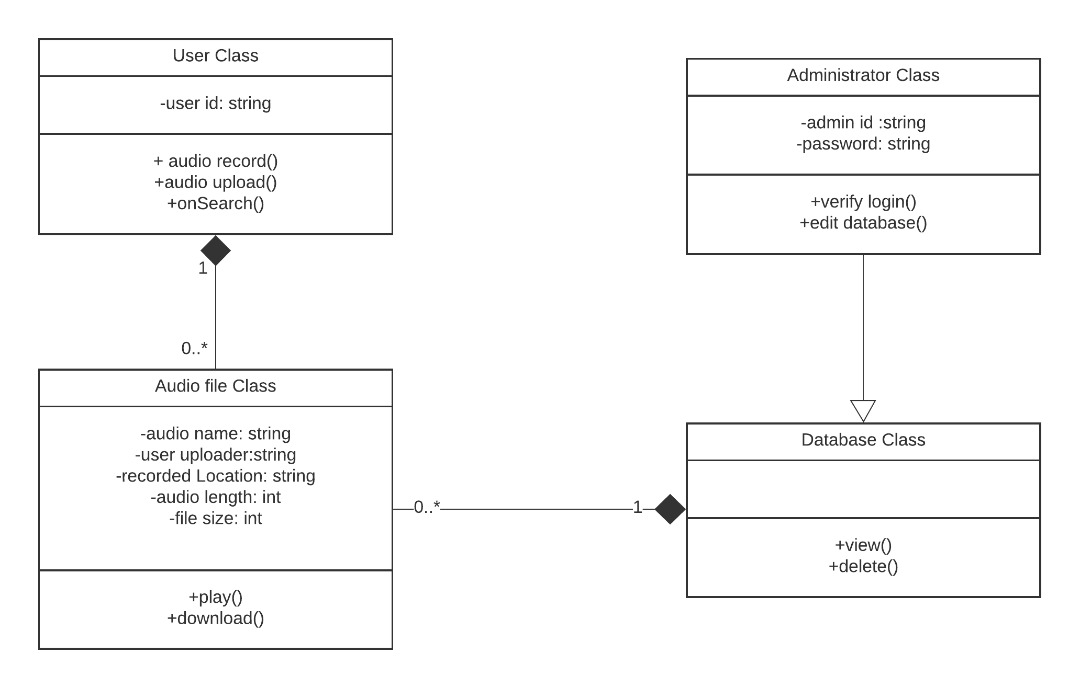 User Class
-user id: string
+ audio record()
+audio upload()
+onSearch()
1
0..*
Audio file Class
-audio name: string
-user uploader:string
-recorded Location: string
-audio length: int
-file size: int
+play()
+download()
0..*
1
Administrator Class
-admin id :string
-password: string
+verify login()
+edit database()
Database Class
+view()
+delete()